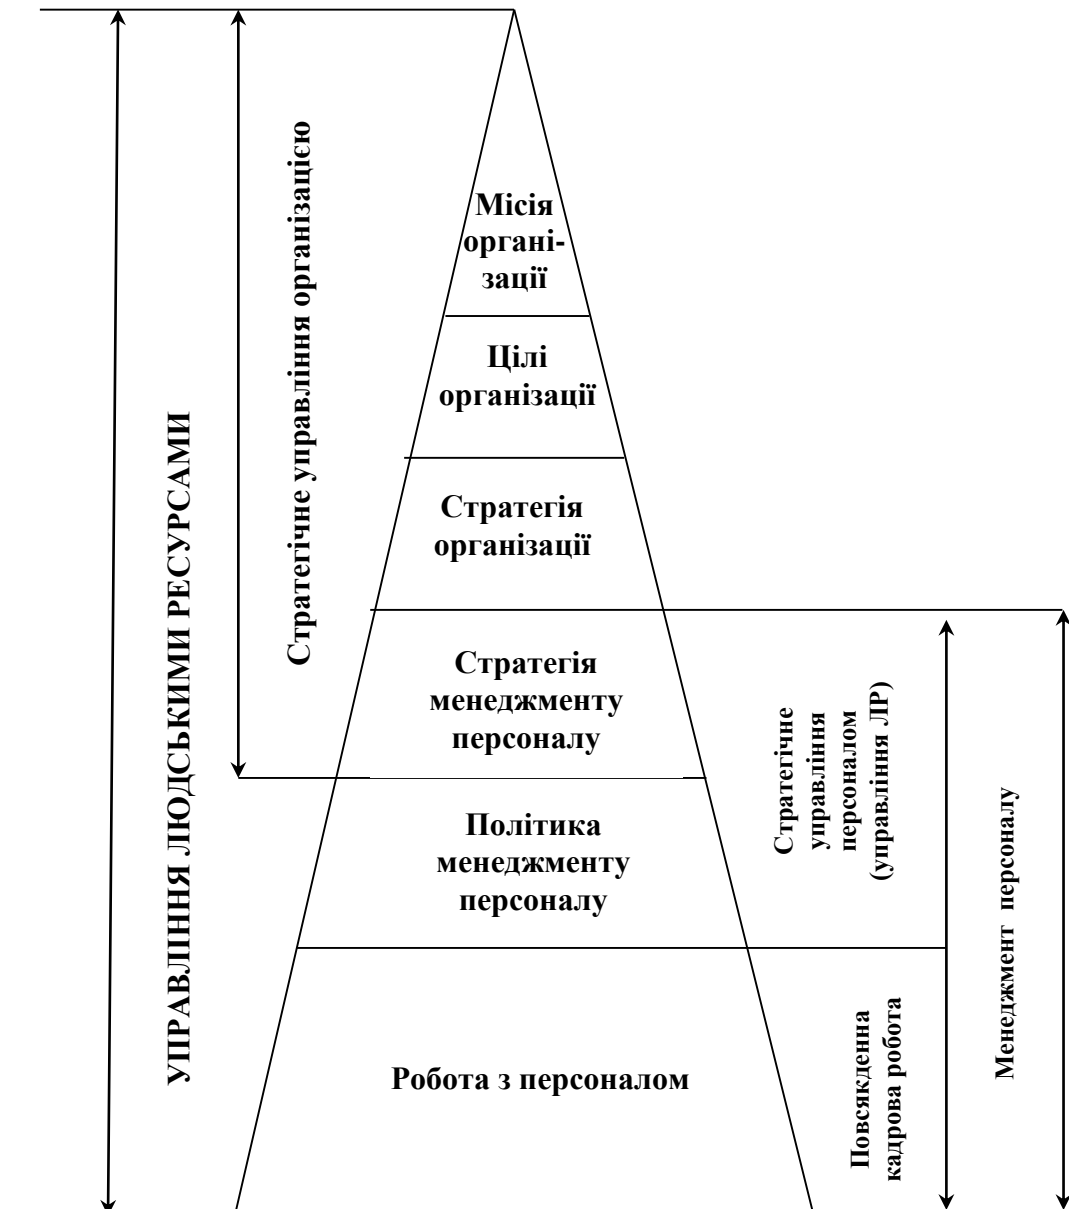 УПРАВЛІННЯ ЛЮДСЬКИМИ РЕСУРСАМИ
Стратегічне управління організацією
Місія
органі-
зації
Цілі
організації
Стратегія
організації
Стратегія
менеджменту
персоналу
Політика
менеджменту
персоналу
Робота з персоналом
Стратегічне
управління
персоналом
(управління ЛР)
Повсякденна
кадрова робота
Менеджмент персоналу